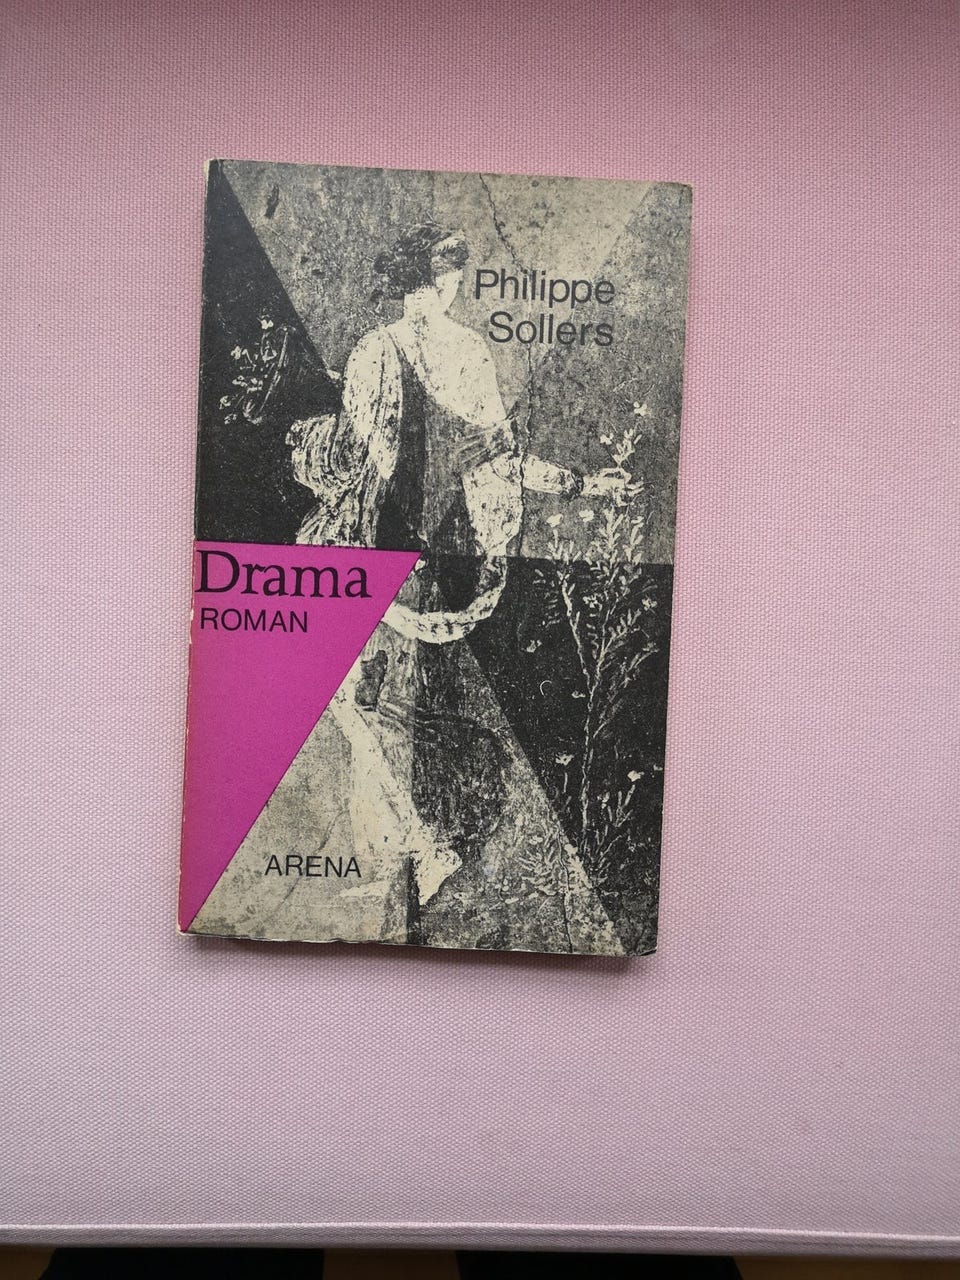 Philippe
Sollers
Drama
ROMAN
ARENA